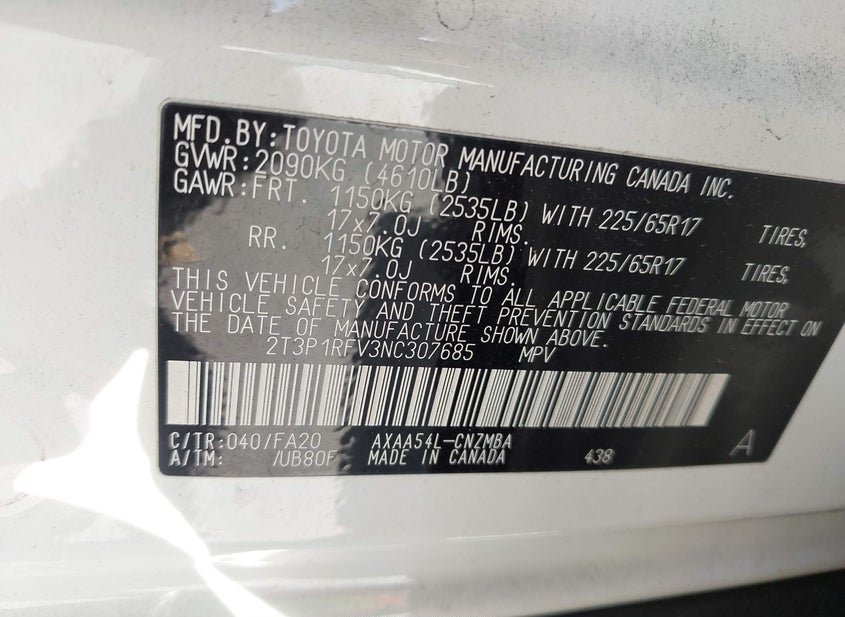 MFD.BY:TOYOTA MOTOR MANUFACTURING CANADA INC.
GVWR:2090KG (4610LB)
GAWR:FRT. 1150KG (2535LB) WITH 225/65R17 TIRES,
17x7.0J RIMS.
RR. 1150KG (2535LB) WITH 225/65R17 TIRES,
17x7.0J RIMS.
THIS VEHICLE CONFORMS TO ALL APPLICABLE FEDERAL MOTOR
VEHICLE SAFETY AND THEFT PREVENTION STANDARDS IN EFFECT ON
THE DATE OF MANUFACTURE SHOWN ABOVE.
2T3P1RFV3NC307685 MPV
C/TR:040/FA20 AXAA54L-CNZMBA
A/TM: /UB80F MADE IN CANADA 438 A